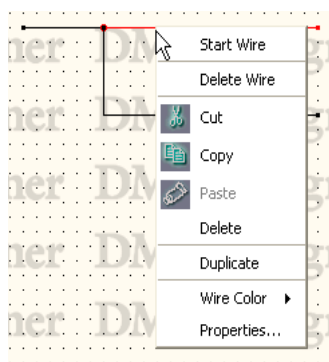 Start Wire
Delete Wire
Cut
Copy
Paste
Delete
Duplicate
Wire Color
Properties...